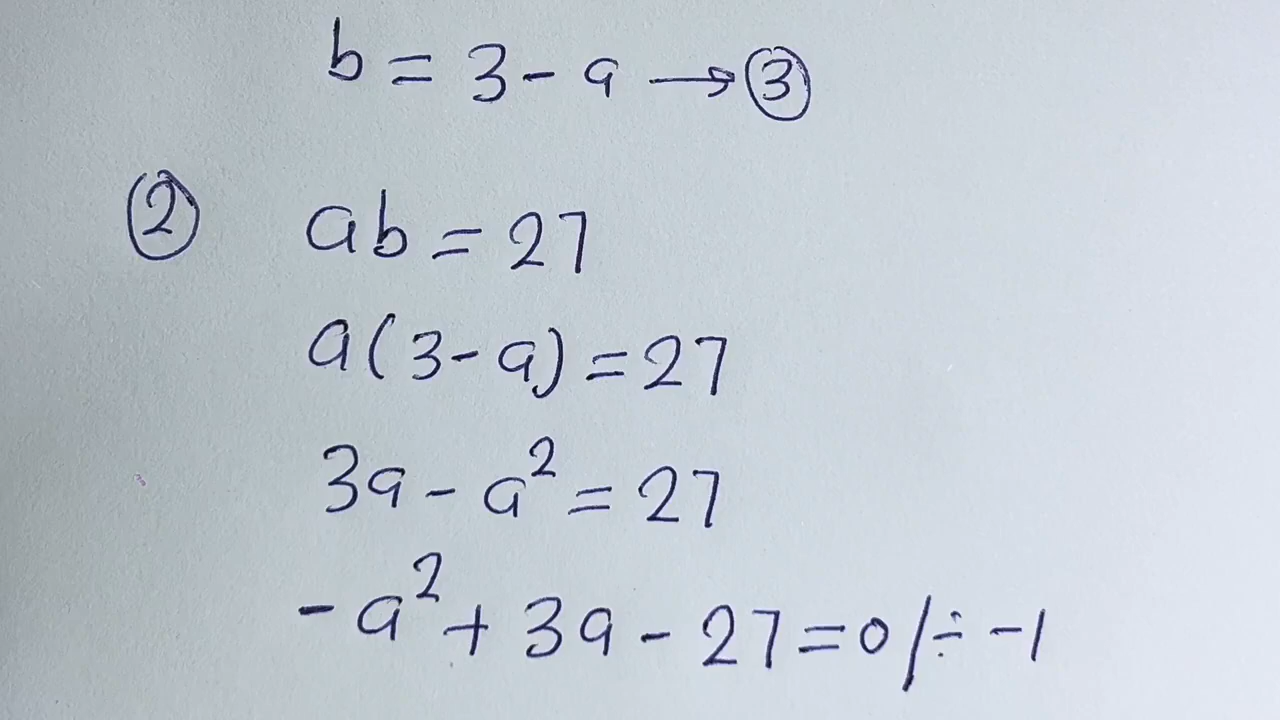 b = 3 - a → ③
② ab = 27
a(3-a) = 27
3a - a² = 27
-a² + 3a - 27 = 0 / ÷ -1